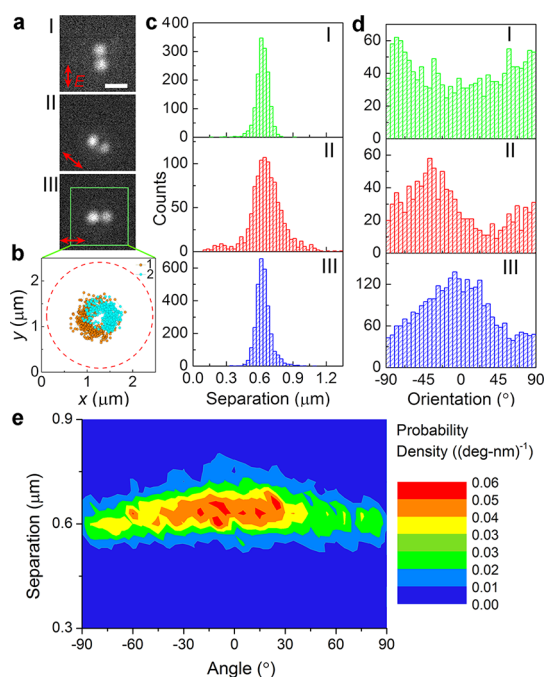 a
I
E
II
III
b
1
2
2
1
0
y (μm)
0 1 2
x (μm)
c
I
400
300
200
100
0
II
100
75
50
25
0
Counts
III
600
400
200
0
0.0 0.3 0.6 0.9 1.2
Separation (μm)
d
I
60
40
20
0
II
60
40
20
0
III
180
120
60
-90 -45 0 45 90
Orientation (°)
e
0.9
0.6
0.3
Separation (μm)
-90 -60 -30 0 30 60 90
Angle (°)
Probability
Density ((deg-nm)⁻¹
0.06
0.05
0.04
0.03
0.03
0.02
0.01
0.00